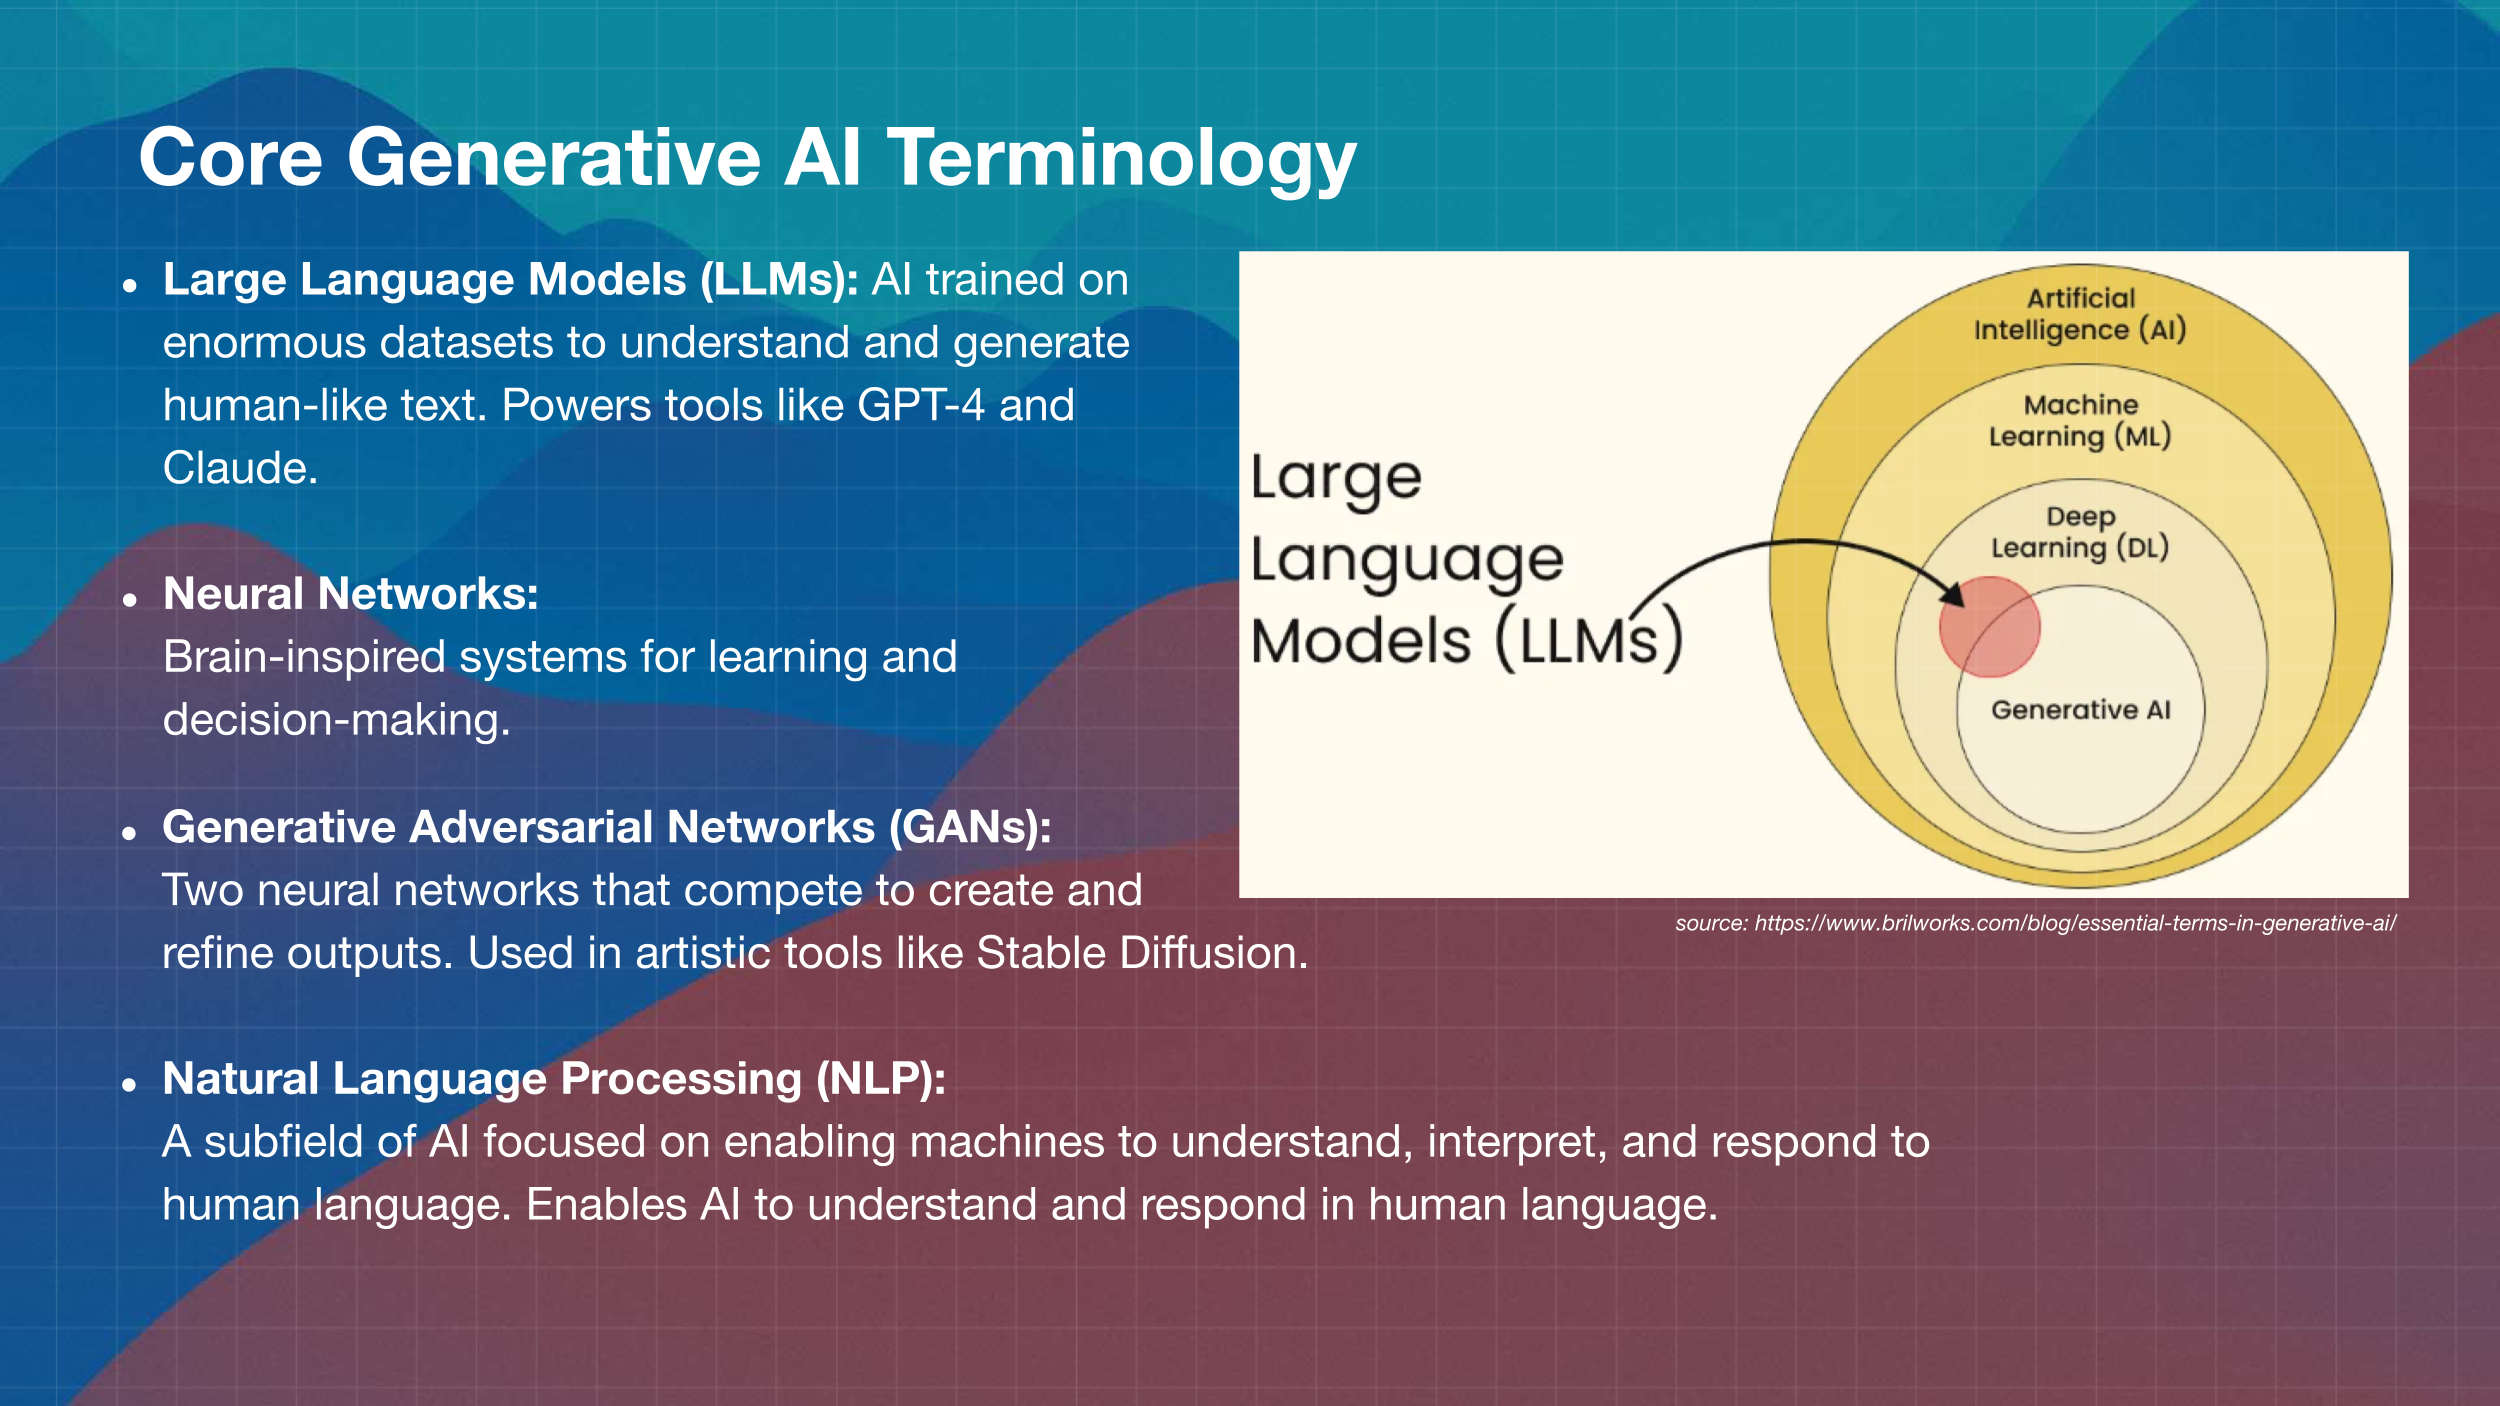 Core Generative AI Terminology
• Large Language Models (LLMs): AI trained on
enormous datasets to understand and generate
human-like text. Powers tools like GPT-4 and
Claude.
• Neural Networks:
Brain-inspired systems for learning and
decision-making.
• Generative Adversarial Networks (GANs):
Two neural networks that compete to create and
refine outputs. Used in artistic tools like Stable Diffusion.
• Natural Language Processing (NLP):
A subfield of AI focused on enabling machines to understand, interpret, and respond to
human language. Enables AI to understand and respond in human language.
Large
Language
Models (LLMs)
Artificial
Intelligence (AI)
Machine
Learning (ML)
Deep
Learning (DL)
Generative AI
source: https://www.brilworks.com/blog/essential-terms-in-generative-ai/